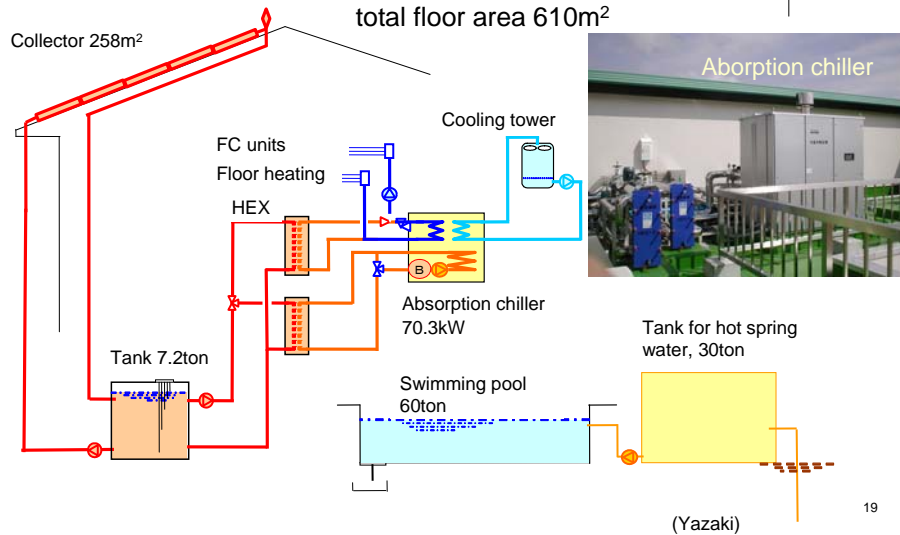 total floor area 610m²
Collector 258m²
Aborption chiller
Cooling tower
FC units
Floor heating
HEX
B
Absorption chiller
70.3kW
Tank for hot spring
water, 30ton
Tank 7.2ton
Swimming pool
60ton
19
(Yazaki)